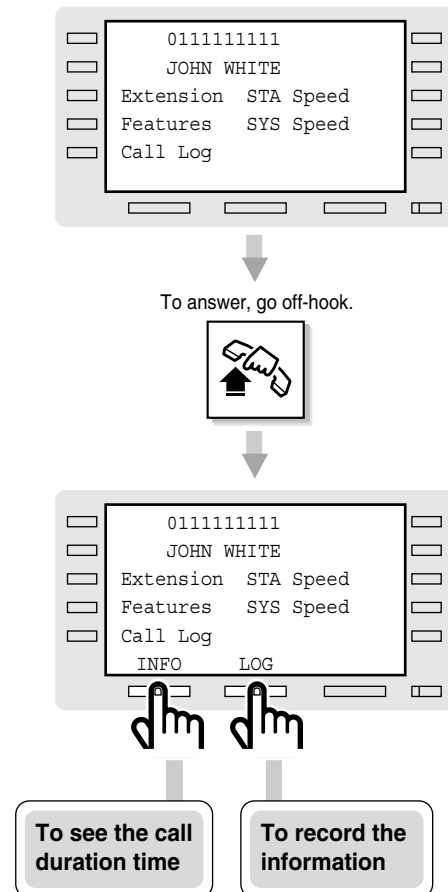 0111111111
JOHN WHITE
Extension STA Speed
Features SYS Speed
Call Log
To answer, go off-hook.
0111111111
JOHN WHITE
Extension STA Speed
Features SYS Speed
Call Log
INFO LOG
To see the call
duration time
To record the
information